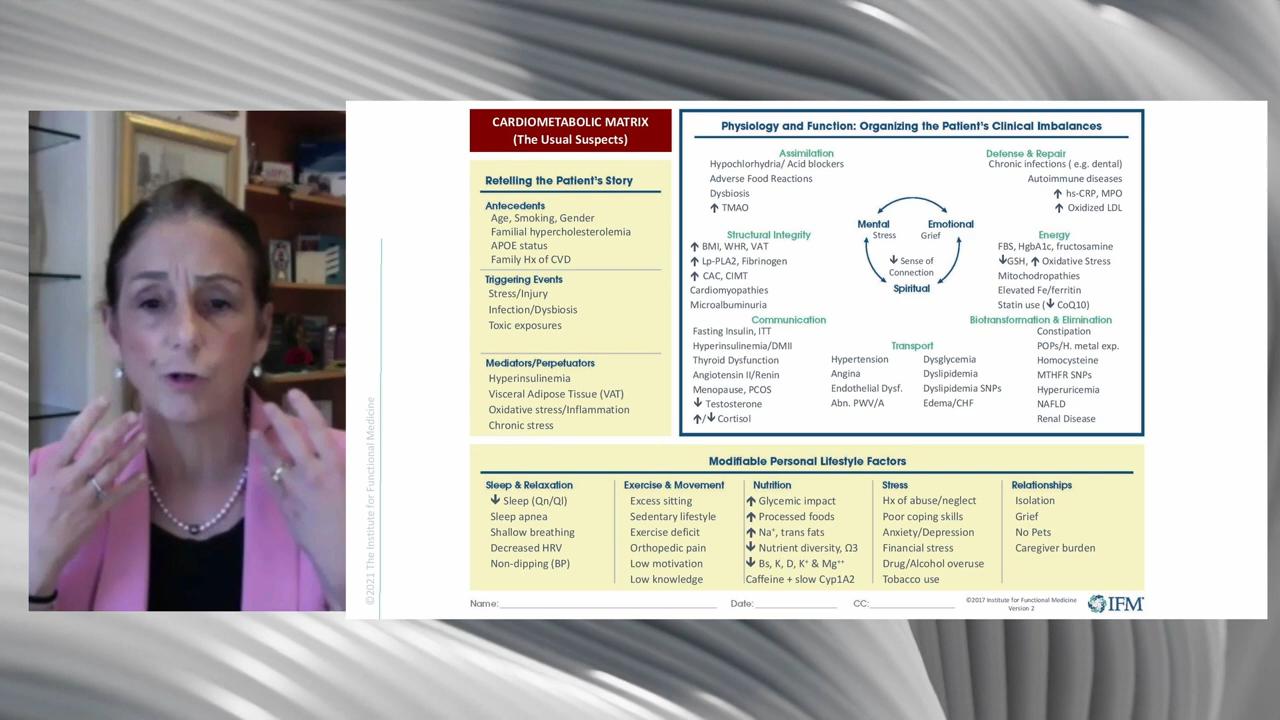 CARDIOMETABOLIC MATRIX
(The Usual Suspects)
Retelling the Patient's Story
Antecedents
Age, Smoking, Gender
Familial hypercholesterolemia
APOE status
Family Hx of CVD
Triggering Events
Stress/Injury
Infection/Dysbiosis
Toxic exposures
Mediators/Perpetuators
Hyperinsulinemia
Visceral Adipose Tissue (VAT)
Oxidative stress/Inflammation
Chronic stress
Physiology and Function: Organizing the Patient's Clinical Imbalances
Assimilation
Hypochlorhydria/ Acid blockers
Adverse Food Reactions
Dysbiosis
↑ TMAO
Defense & Repair
Chronic infections ( e.g. dental)
Autoimmune diseases
↑ hs-CRP, MPO
↑ Oxidized LDL
Structural Integrity
↑ BMI, WHR, VAT
↑ Lp-PLA2, Fibrinogen
↑ CAC, CIMT
Cardiomyopathies
Microalbuminuria
Mental
Stress
Emotional
Grief
↓ Sense of
Connection
Spiritual
Energy
FBS, HgbA1c, fructosamine
↓GSH, ↑ Oxidative Stress
Mitochodropathies
Elevated Fe/ferritin
Statin use (↓ CoQ10)
Communication
Fasting Insulin, ITT
Hyperinsulinemia/DMII
Thyroid Dysfunction
Angiotensin II/Renin
Menopause, PCOS
↓ Testosterone
↑/↓ Cortisol
Transport
Hypertension
Angina
Endothelial Dysf.
Abn. PWV/A
Dysglycemia
Dyslipidemia
Dyslipidemia SNPs
Edema/CHF
Biotransformation & Elimination
Constipation
POPs/H. metal exp.
Homocysteine
MTHFR SNPs
Hyperuricemia
NAFLD
Renal Disease
Modifiable Personal Lifestyle Factors
Sleep & Relaxation
↓ Sleep (Qn/Ql)
Sleep apnea
Shallow breathing
Decreased HRV
Non-dipping (BP)
Exercise & Movement
Excess sitting
Sedentary lifestyle
Exercise deficit
Orthopedic pain
Low motivation
Low knowledge
Nutrition
↑ Glycemic impact
↑ Processed foods
↑ Na⁺, trans fats
↓ Nutrient diversity, Ω3
↓ Bs, K, D, K⁺ & Mg⁺⁺
Caffeine + slow Cyp1A2
Stress
Hx of abuse/neglect
Poor coping skills
Anxiety/Depression
Financial stress
Drug/Alcohol overuse
Tobacco use
Relationships
Isolation
Grief
No Pets
Caregiver burden
Name:
Date:
CC:
©2017 Institute for Functional Medicine
Version 2
IFM
©2021 The Institute for Functional Medicine